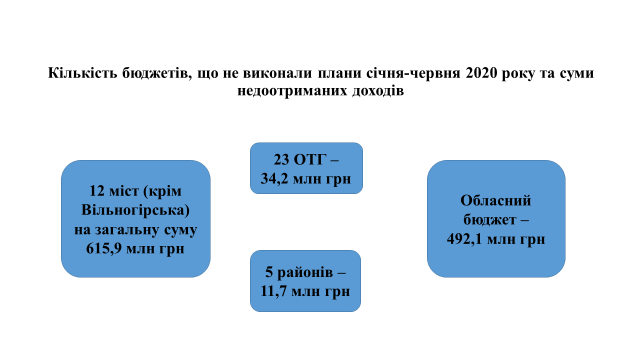 Кількість бюджетів, що не виконали плани січня-червня 2020 року та суми
недоотриманих доходів
12 міст (крім
Вільногірська)
на загальну суму
615,9 млн грн
23 ОТГ –
34,2 млн грн
5 районів –
11,7 млн грн
Обласний
бюджет –
492,1 млн грн